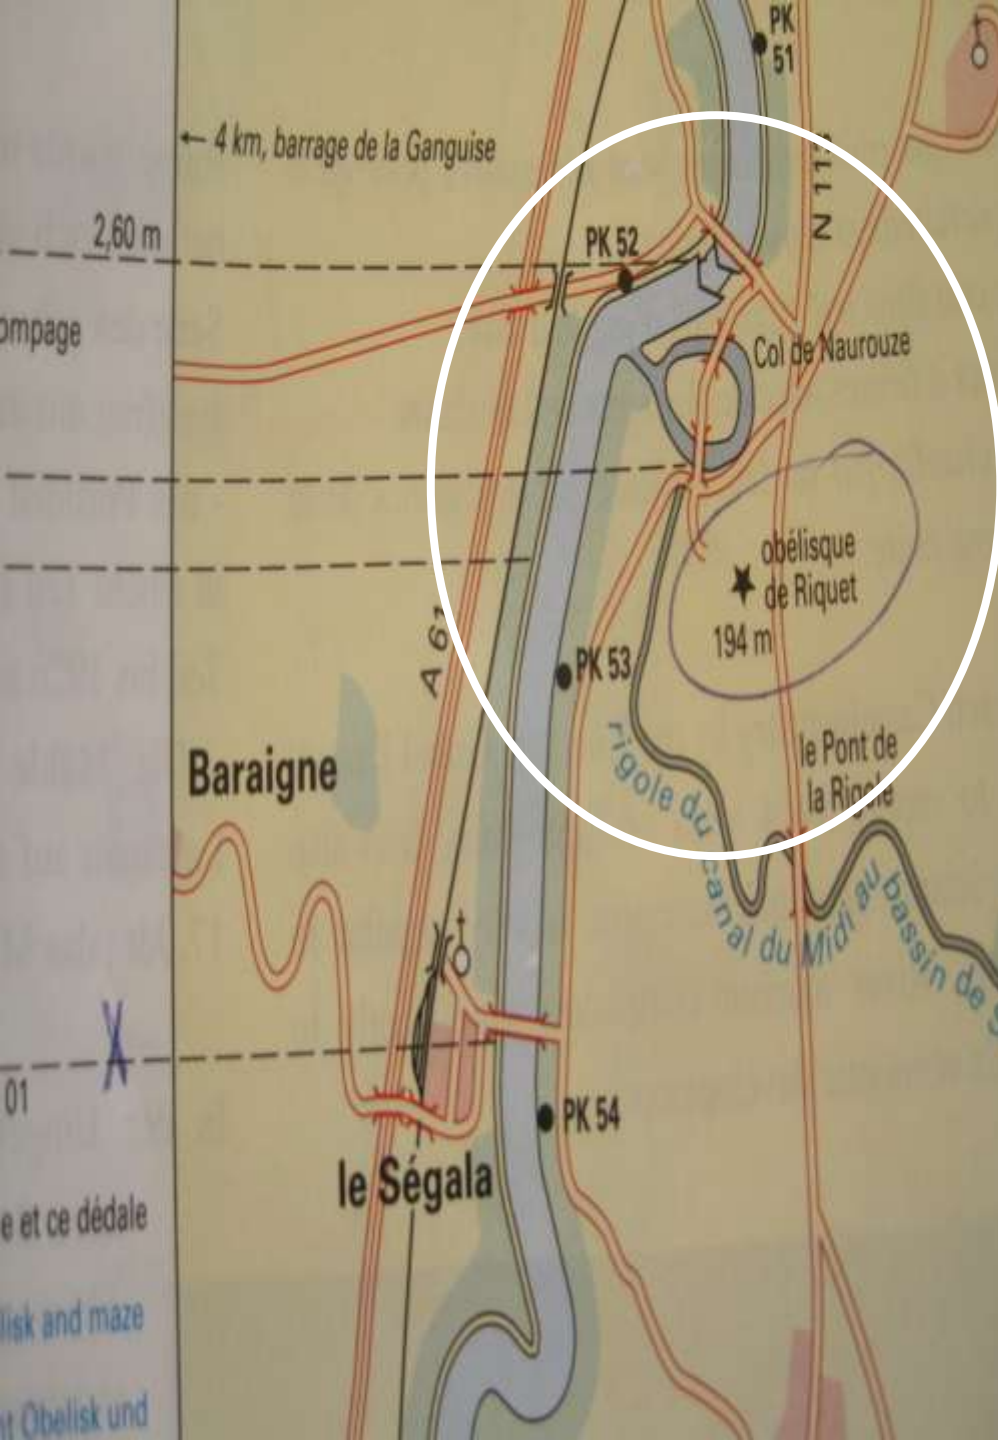 PK
51
← 4 km, barrage de la Ganguise
N 113
2,60 m
PK 52
ompage
Col de Naurouze
obélisque
de Riquet
194 m
A 61
PK 53
le Pont de
la Rigole
Baraigne
rigole du canal du Midi au bassin de S
X
01
PK 54
le Ségala
e et ce dédale
lisk and maze
nt Obelisk und